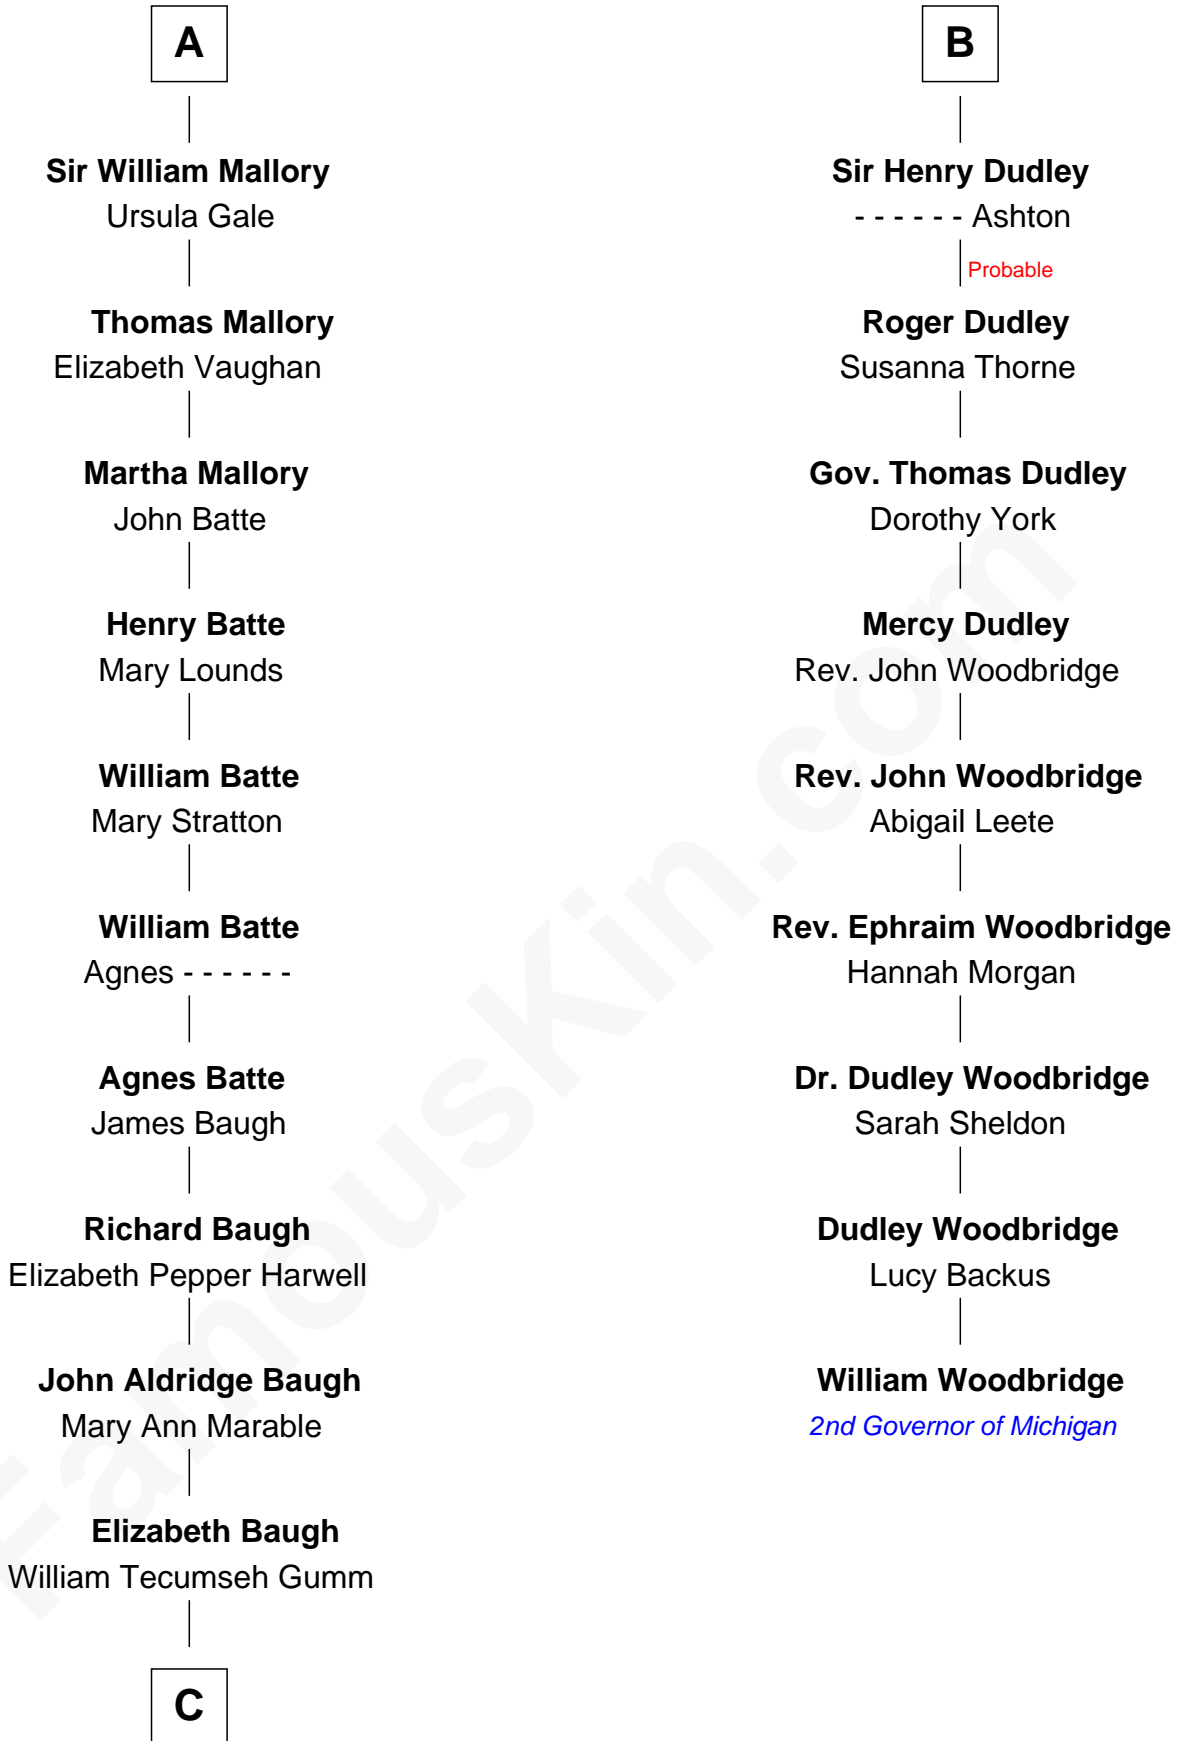 A
Sir William Mallory
Ursula Gale
Thomas Mallory
Elizabeth Vaughan
Martha Mallory
John Batte
Henry Batte
Mary Lounds
William Batte
Mary Stratton
William Batte
Agnes - - - - - -
Agnes Batte
James Baugh
Richard Baugh
Elizabeth Pepper Harwell
John Aldridge Baugh
Mary Ann Marable
Elizabeth Baugh
William Tecumseh Gumm
C
B
Sir Henry Dudley
- - - - - - Ashton
Probable
Roger Dudley
Susanna Thorne
Gov. Thomas Dudley
Dorothy York
Mercy Dudley
Rev. John Woodbridge
Rev. John Woodbridge
Abigail Leete
Rev. Ephraim Woodbridge
Hannah Morgan
Dr. Dudley Woodbridge
Sarah Sheldon
Dudley Woodbridge
Lucy Backus
William Woodbridge
2nd Governor of Michigan
FamousKin.com